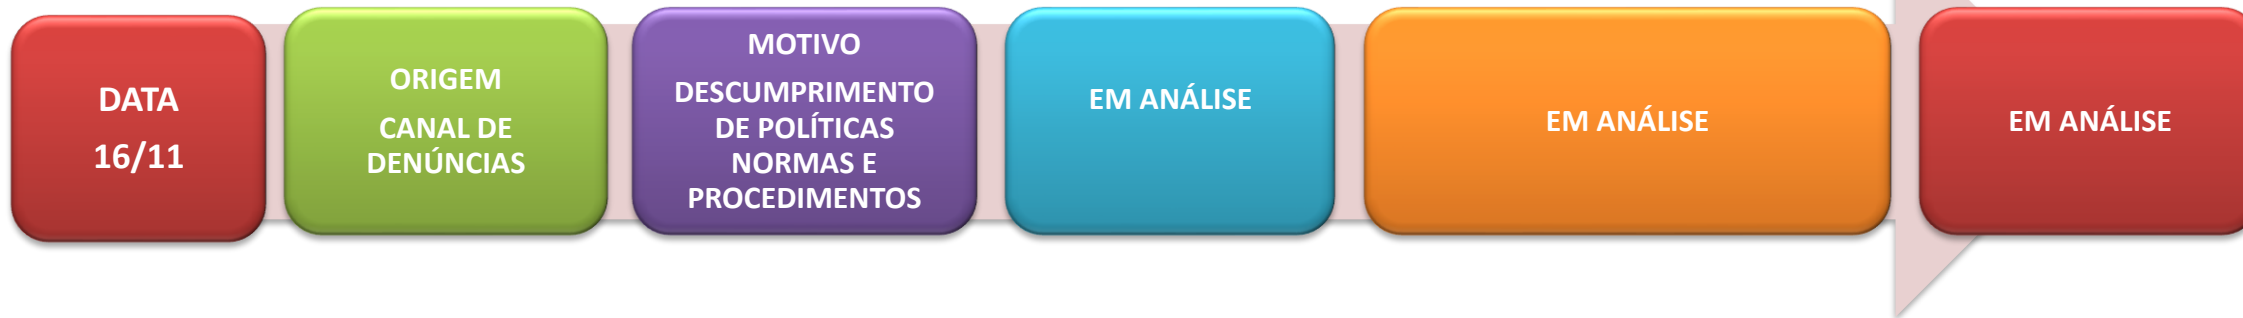 DATA
16/11
ORIGEM
CANAL DE
DENÚNCIAS
MOTIVO
DESCUMPRIMENTO
DE POLÍTICAS
NORMAS E
PROCEDIMENTOS
EM ANÁLISE
EM ANÁLISE
EM ANÁLISE